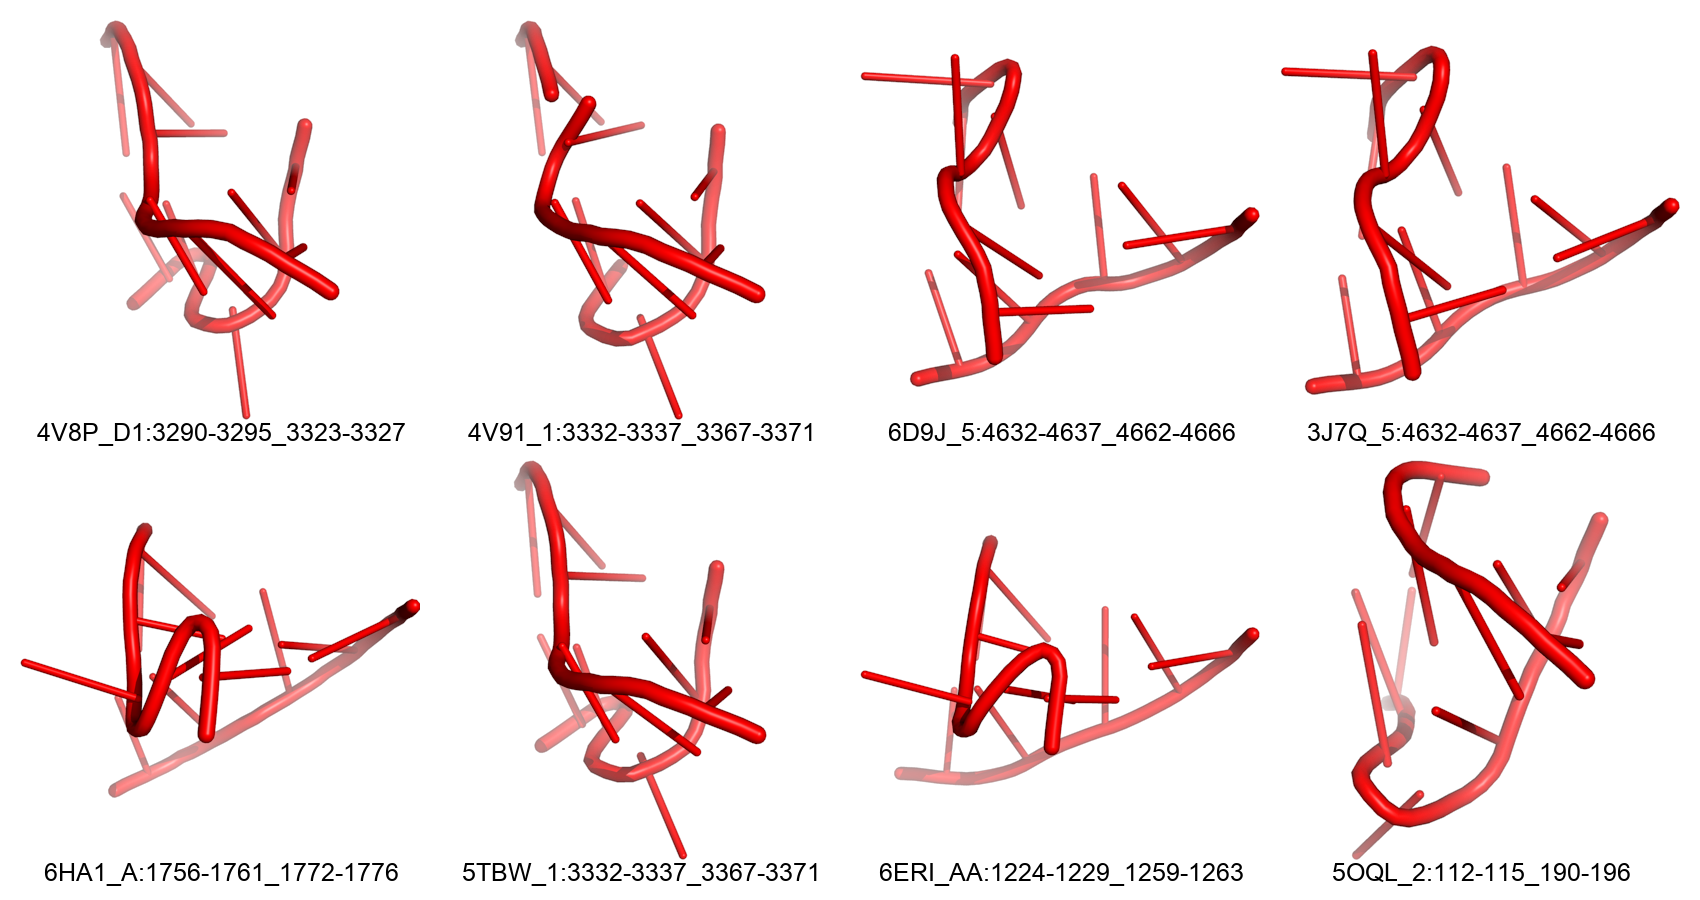 4V8P_D1:3290-3295_3323-3327
4V91_1:3332-3337_3367-3371
6D9J_5:4632-4637_4662-4666
3J7Q_5:4632-4637_4662-4666
6HA1_A:1756-1761_1772-1776
5TBW_1:3332-3337_3367-3371
6ERI_AA:1224-1229_1259-1263
5OQL_2:112-115_190-196